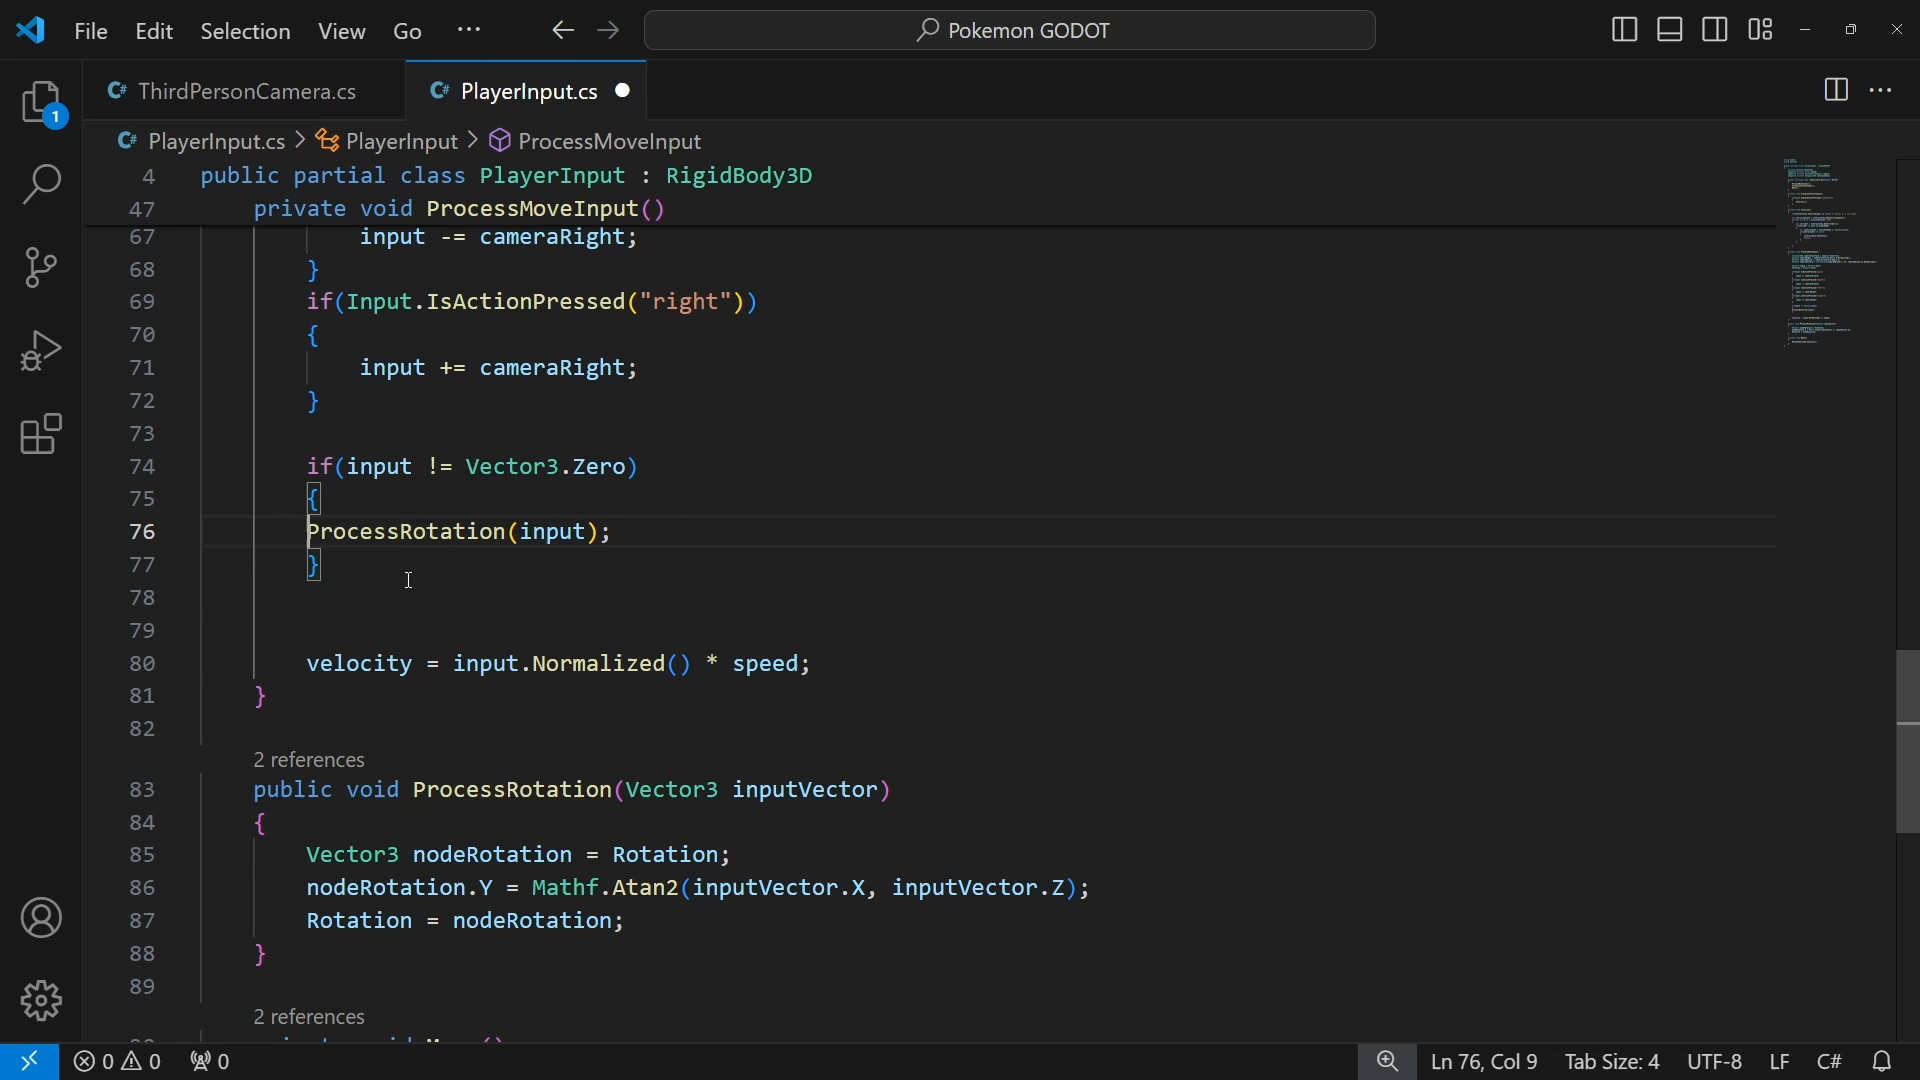 File Edit Selection View Go ··· Pokemon GODOT
C# ThirdPersonCamera.cs C# PlayerInput.cs
C# PlayerInput.cs > PlayerInput > ProcessMoveInput
4 public partial class PlayerInput : RigidBody3D
47 private void ProcessMoveInput()
67 input -= cameraRight;
68 }
69 if(Input.IsActionPressed("right"))
70 {
71 input += cameraRight;
72 }
73
74 if(input != Vector3.Zero)
75 {
76 ProcessRotation(input);
77 }
78
79
80 velocity = input.Normalized() * speed;
81 }
82
2 references
83 public void ProcessRotation(Vector3 inputVector)
84 {
85 Vector3 nodeRotation = Rotation;
86 nodeRotation.Y = Mathf.Atan2(inputVector.X, inputVector.Z);
87 Rotation = nodeRotation;
88 }
89
2 references
1
0 0 0 Ln 76, Col 9 Tab Size: 4 UTF-8 LF C#